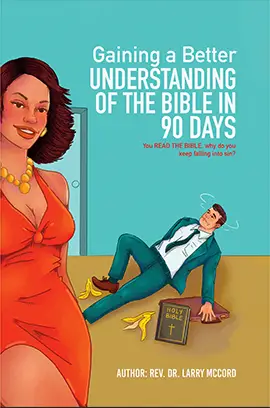 Gaining a Better
UNDERSTANDING
OF THE BIBLE IN
90 DAYS
You READ THE BIBLE, why do you
keep falling into sin?
HOLY
BIBLE
AUTHOR: REV. DR. LARRY MCCORD